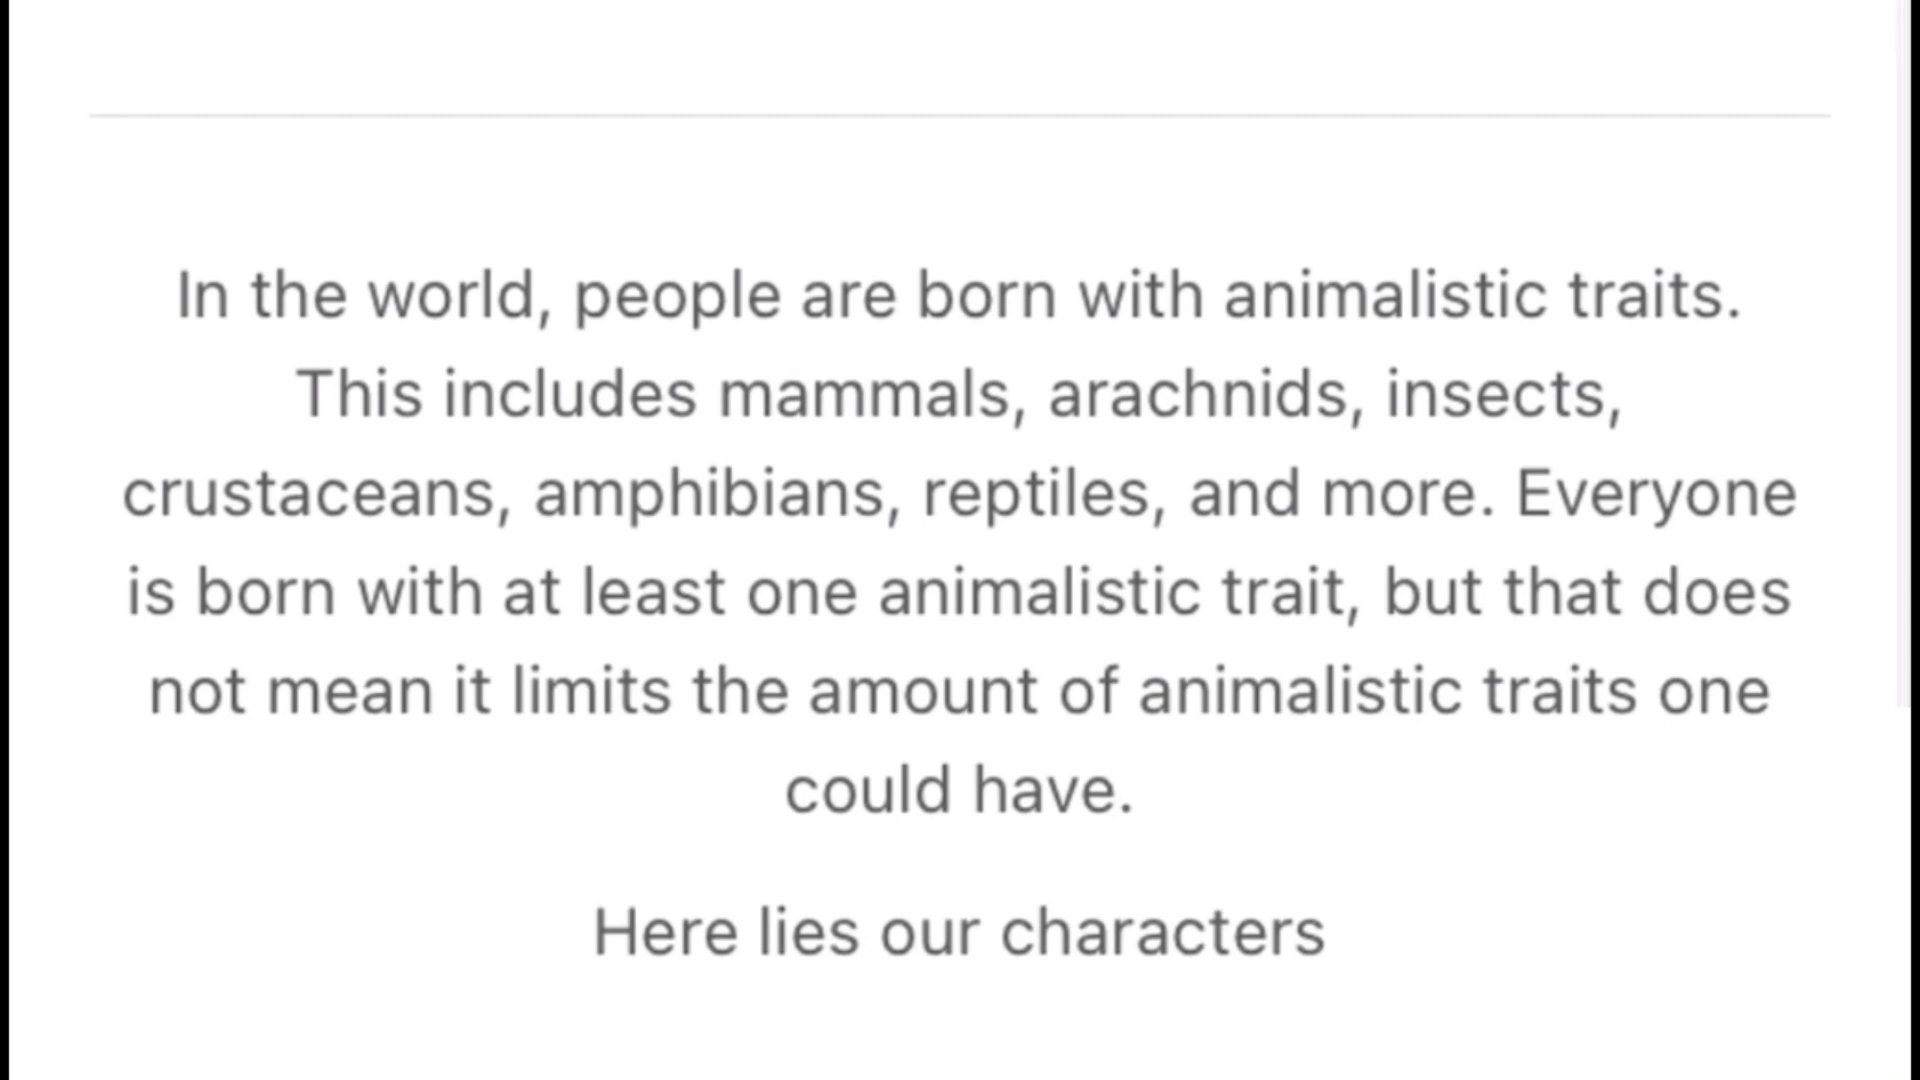 In the world, people are born with animalistic traits.
This includes mammals, arachnids, insects,
crustaceans, amphibians, reptiles, and more. Everyone
is born with at least one animalistic trait, but that does
not mean it limits the amount of animalistic traits one
could have.
Here lies our characters